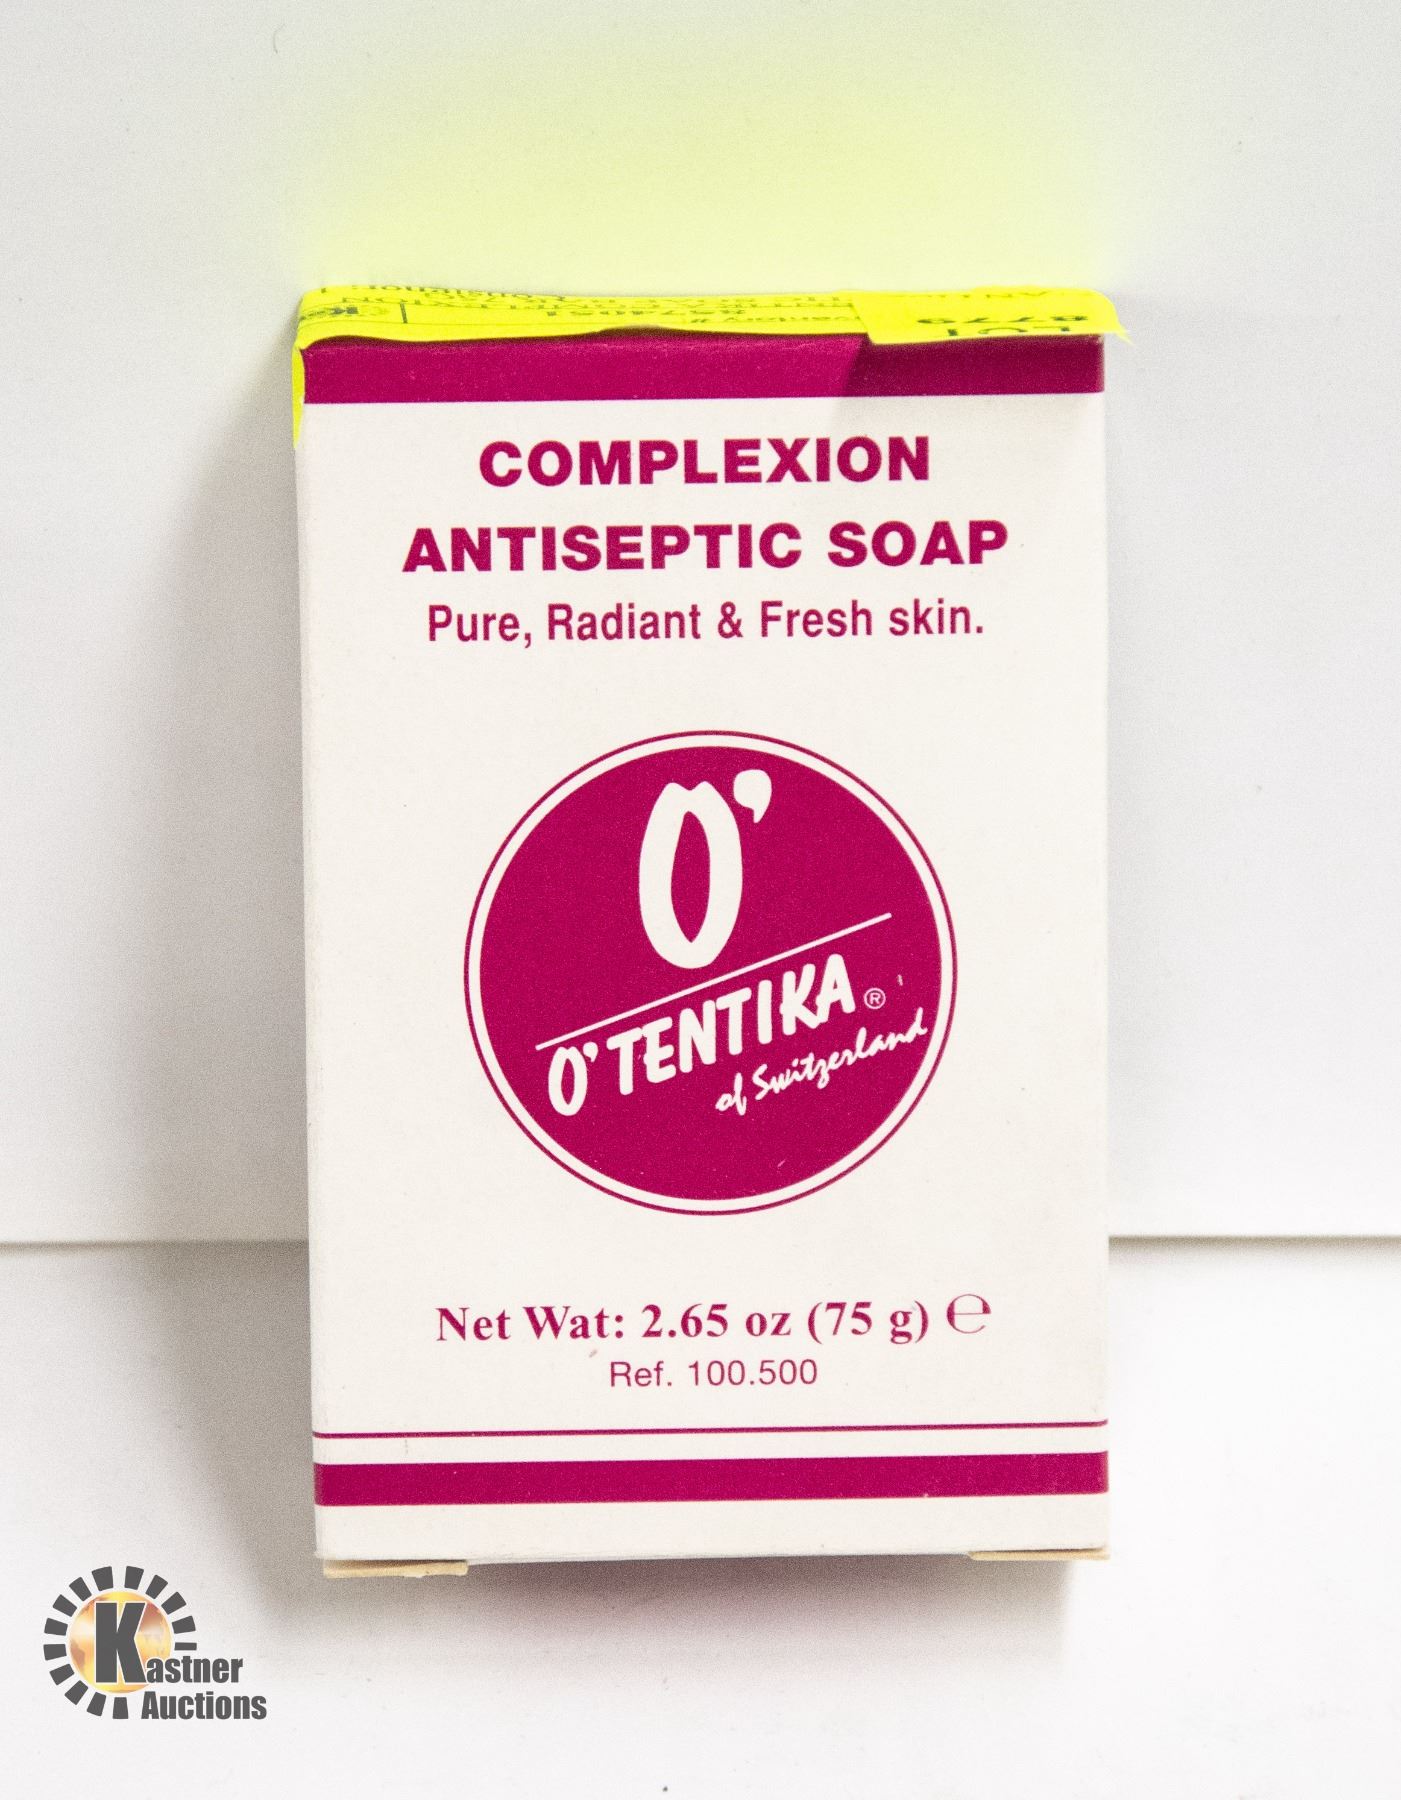 COMPLEXION
ANTISEPTIC SOAP
Pure, Radiant & Fresh skin.
O'
O'TENTIKA®
of Switzerland
Net Wat: 2.65 oz (75 g) ℮
Ref. 100.500
Kastner
Auctions